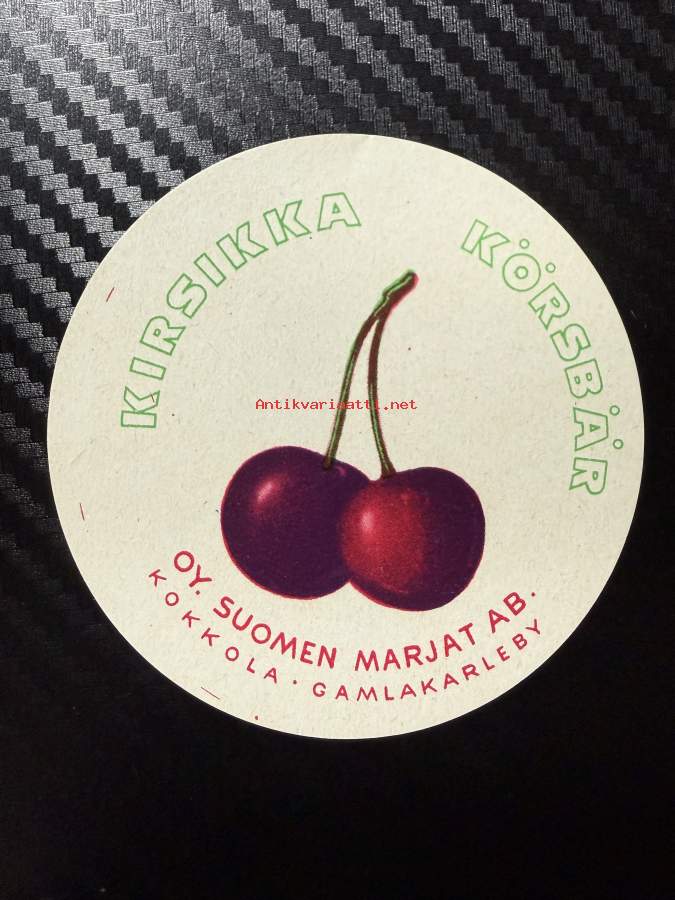 KIRSIKKA KÖRSBÄR
Antikvariaatti.net
OY. SUOMEN MARJAT AB.
KOKKOLA · GAMLAKARLEBY